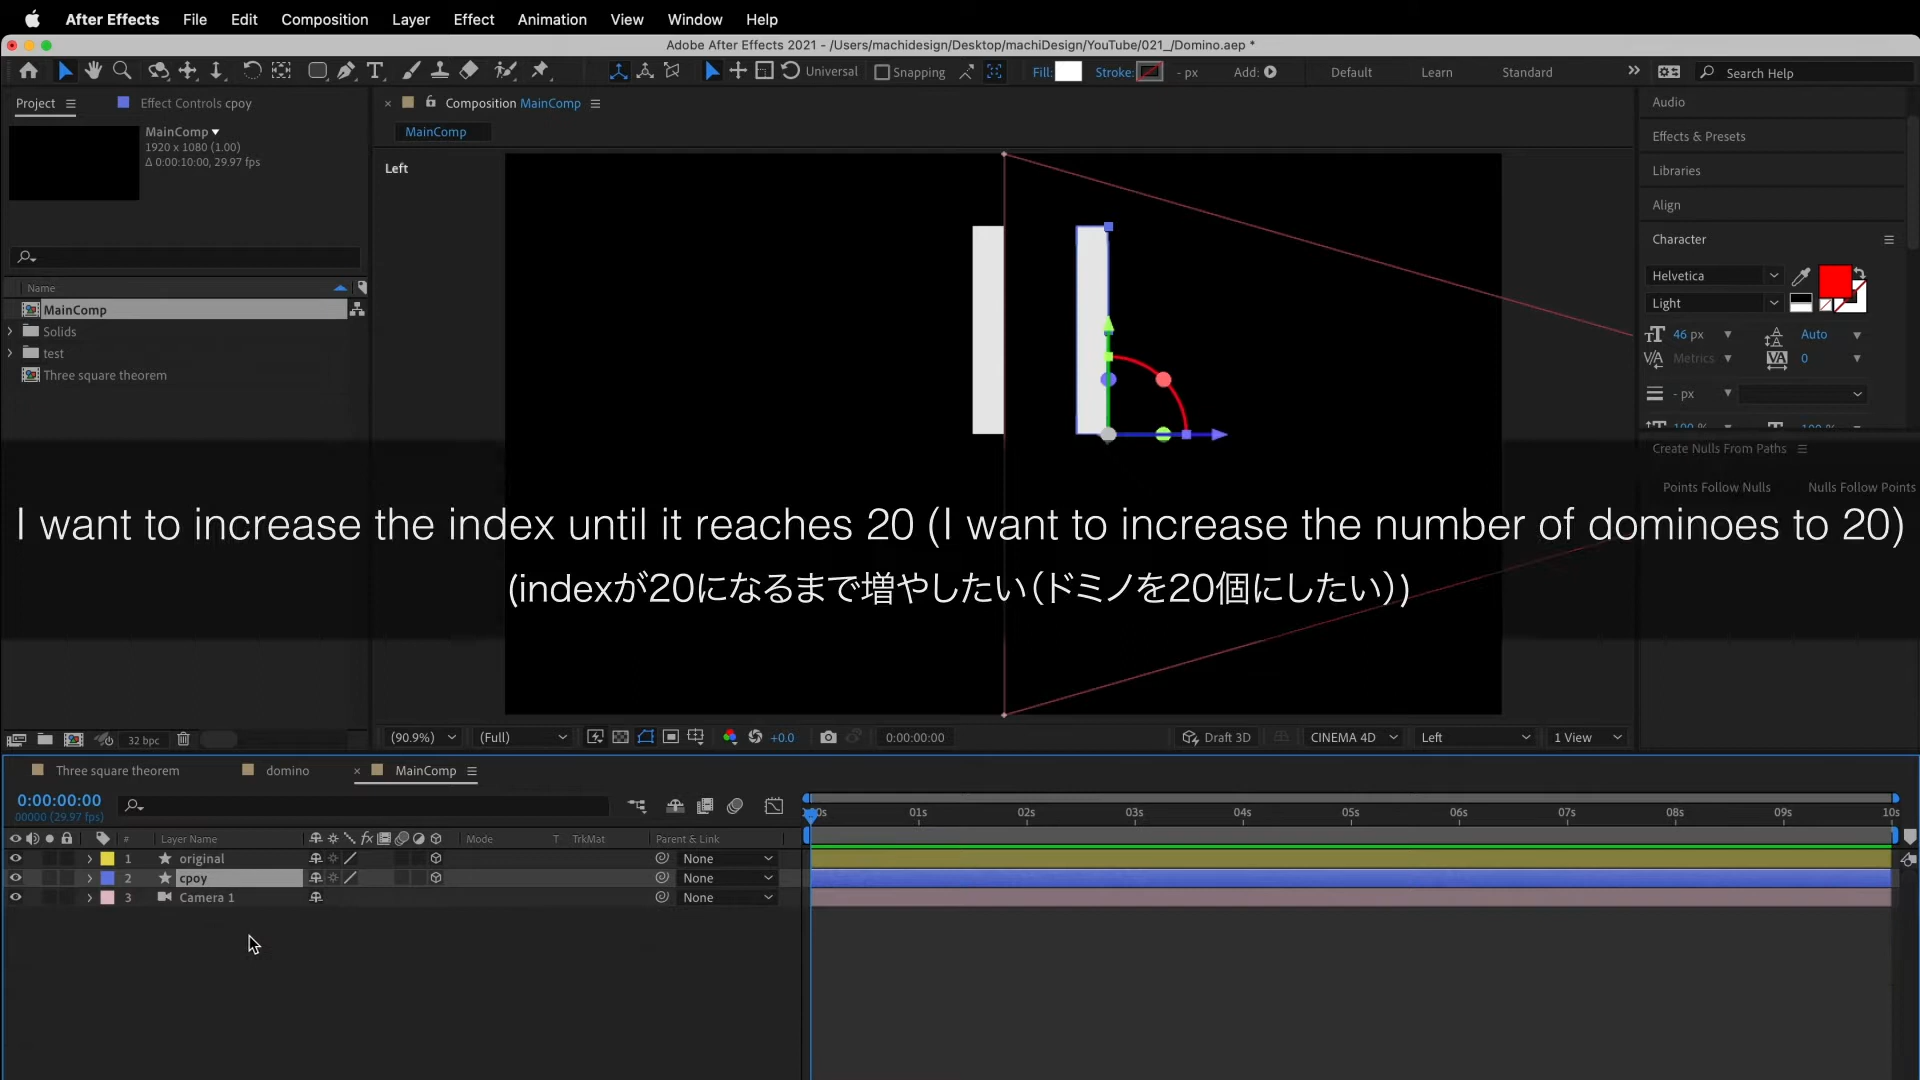 After Effects File Edit Composition Layer Effect Animation View Window Help
Adobe After Effects 2021 - /Users/machidesign/Desktop/machiDesign/YouTube/021_/Domino.aep *
Universal Snapping Fill: Stroke: - px Add: Default Learn Standard Search Help
Project Effect Controls cpoy
Composition MainComp
Audio
MainComp
1920 x 1080 (1.00)
Δ 0:00:10:00, 29.97 fps
MainComp
Effects & Presets
Left
Libraries
Align
Character
Name
Helvetica
MainComp
Light
Solids
46 px Auto
test
Metrics 0
Three square theorem
- px
Create Nulls From Paths
Points Follow Nulls Nulls Follow Points
I want to increase the index until it reaches 20 (I want to increase the number of dominoes to 20)
(indexが20になるまで増やしたい(ドミノを20個にしたい))
32 bpc
(90.9%) (Full) +0.0 0:00:00:00 Draft 3D CINEMA 4D Left 1 View
Three square theorem domino MainComp
0:00:00:00
00000 (29.97 fps)
01s 02s 03s 04s 05s 06s 07s 08s 09s 10s
# Layer Name fx Mode T TrkMat Parent & Link
1 original None
2 cpoy None
3 Camera 1 None